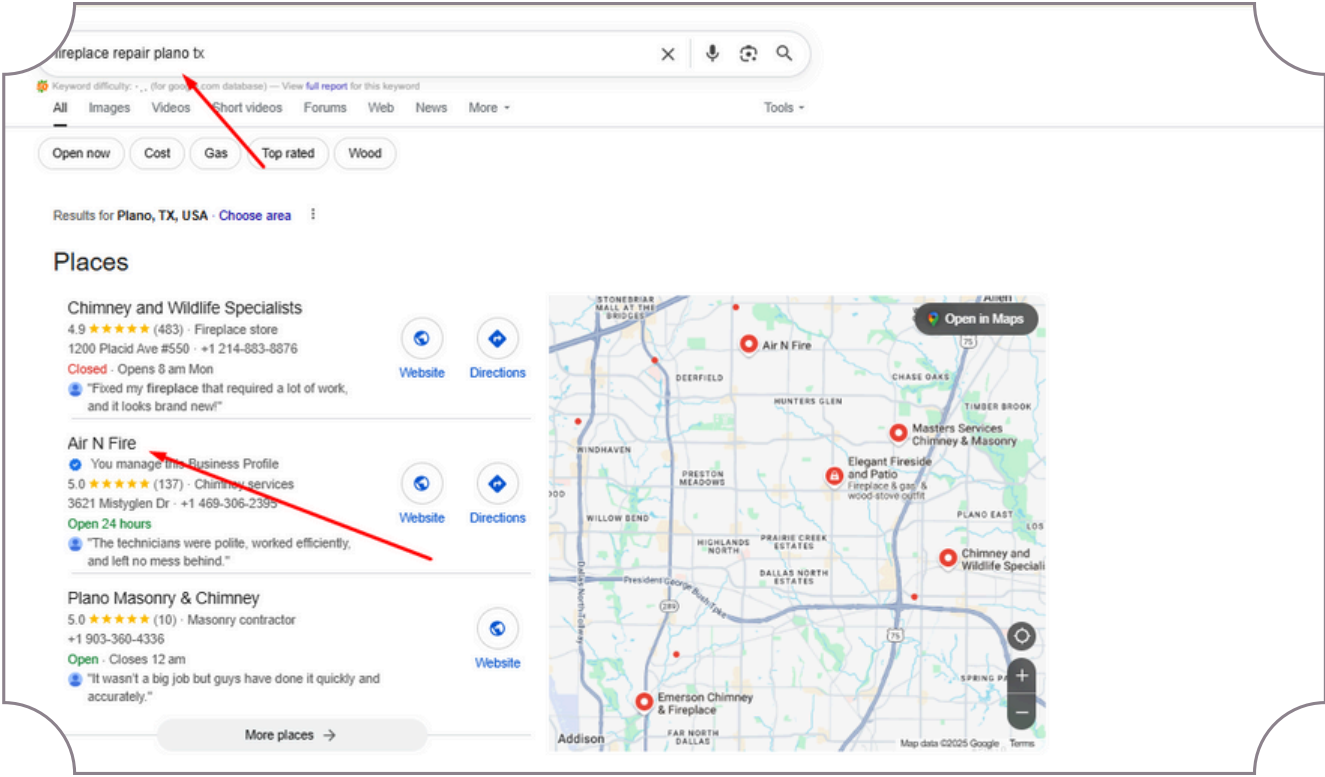 fireplace repair plano tx
Keyword difficulty: (for google.com database) — View full report for this keyword
All Images Videos Short videos Forums Web News More Tools
Open now Cost Gas Top rated Wood
Results for Plano, TX, USA · Choose area
Places
Chimney and Wildlife Specialists
4.9 (483) · Fireplace store
1200 Placid Ave #550 · +1 214-883-8876
Closed · Opens 8 am Mon
"Fixed my fireplace that required a lot of work,
and it looks brand new!"
Website Directions
Air N Fire
You manage this Business Profile
5.0 (137) · Chimney services
3621 Mistyglen Dr · +1 469-306-2395
Open 24 hours
"The technicians were polite, worked efficiently,
and left no mess behind."
Website Directions
Plano Masonry & Chimney
5.0 (10) · Masonry contractor
+1 903-360-4336
Open · Closes 12 am
"It wasn't a big job but guys have done it quickly and
accurately."
Website
More places →
STONEBRIAR
MALL AT THE
BRIDGES
Allen
Open in Maps
75
Air N Fire
DEERFIELD
CHASE OAKS
HUNTERS GLEN
TIMBER BROOK
Masters Services
Chimney & Masonry
WINDHAVEN
Elegant Fireside
and Patio
Fireplace & gas, &
wood-stove outfit
PRESTON
MEADOWS
OOD
WILLOW BEND
PLANO EAST
LOS
HIGHLANDS
NORTH
PRAIRIE CREEK
ESTATES
Chimney and
Wildlife Speciali
DALLAS NORTH
ESTATES
Dallas North Tollway
President George Bush Tpke
289
75
SPRING PA
Emerson Chimney
& Fireplace
FAR NORTH
DALLAS
Addison
Map data ©2025 Google Terms